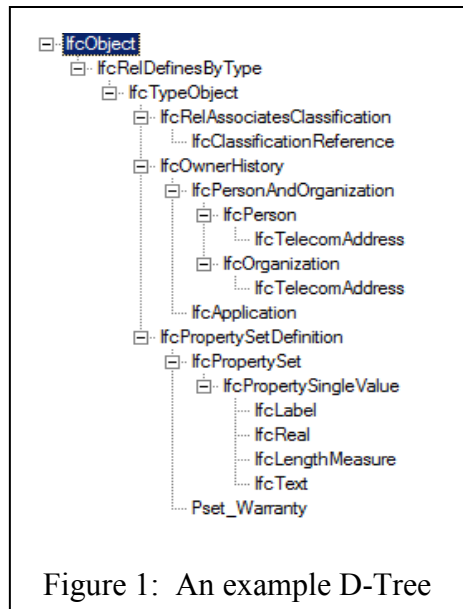 IfcObject
IfcRelDefinesByType
IfcTypeObject
IfcRelAssociatesClassification
IfcClassificationReference
IfcOwnerHistory
IfcPersonAndOrganization
IfcPerson
IfcTelecomAddress
IfcOrganization
IfcTelecomAddress
IfcApplication
IfcPropertySetDefinition
IfcPropertySet
IfcPropertySingleValue
IfcLabel
IfcReal
IfcLengthMeasure
IfcText
Pset_Warranty
Figure 1: An example D-Tree